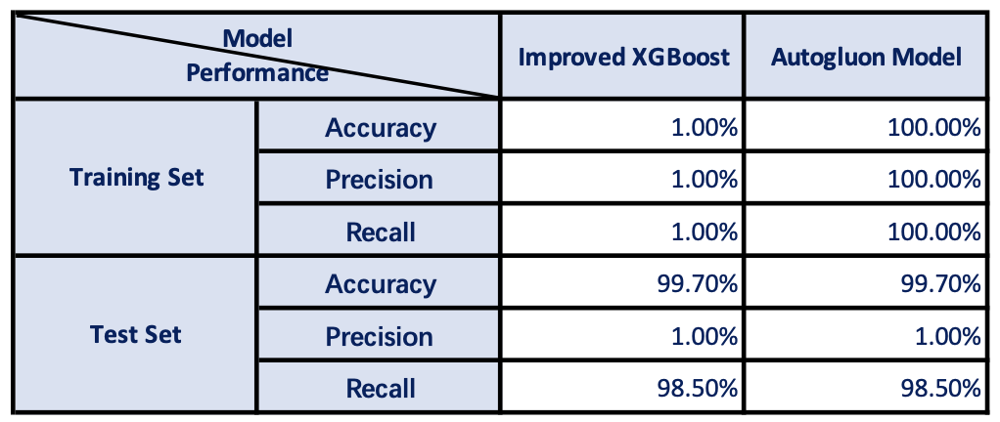 Model
Performance
Improved XGBoost
Autogluon Model
Training Set
Accuracy
1.00%
100.00%
Precision
1.00%
100.00%
Recall
1.00%
100.00%
Test Set
Accuracy
99.70%
99.70%
Precision
1.00%
1.00%
Recall
98.50%
98.50%